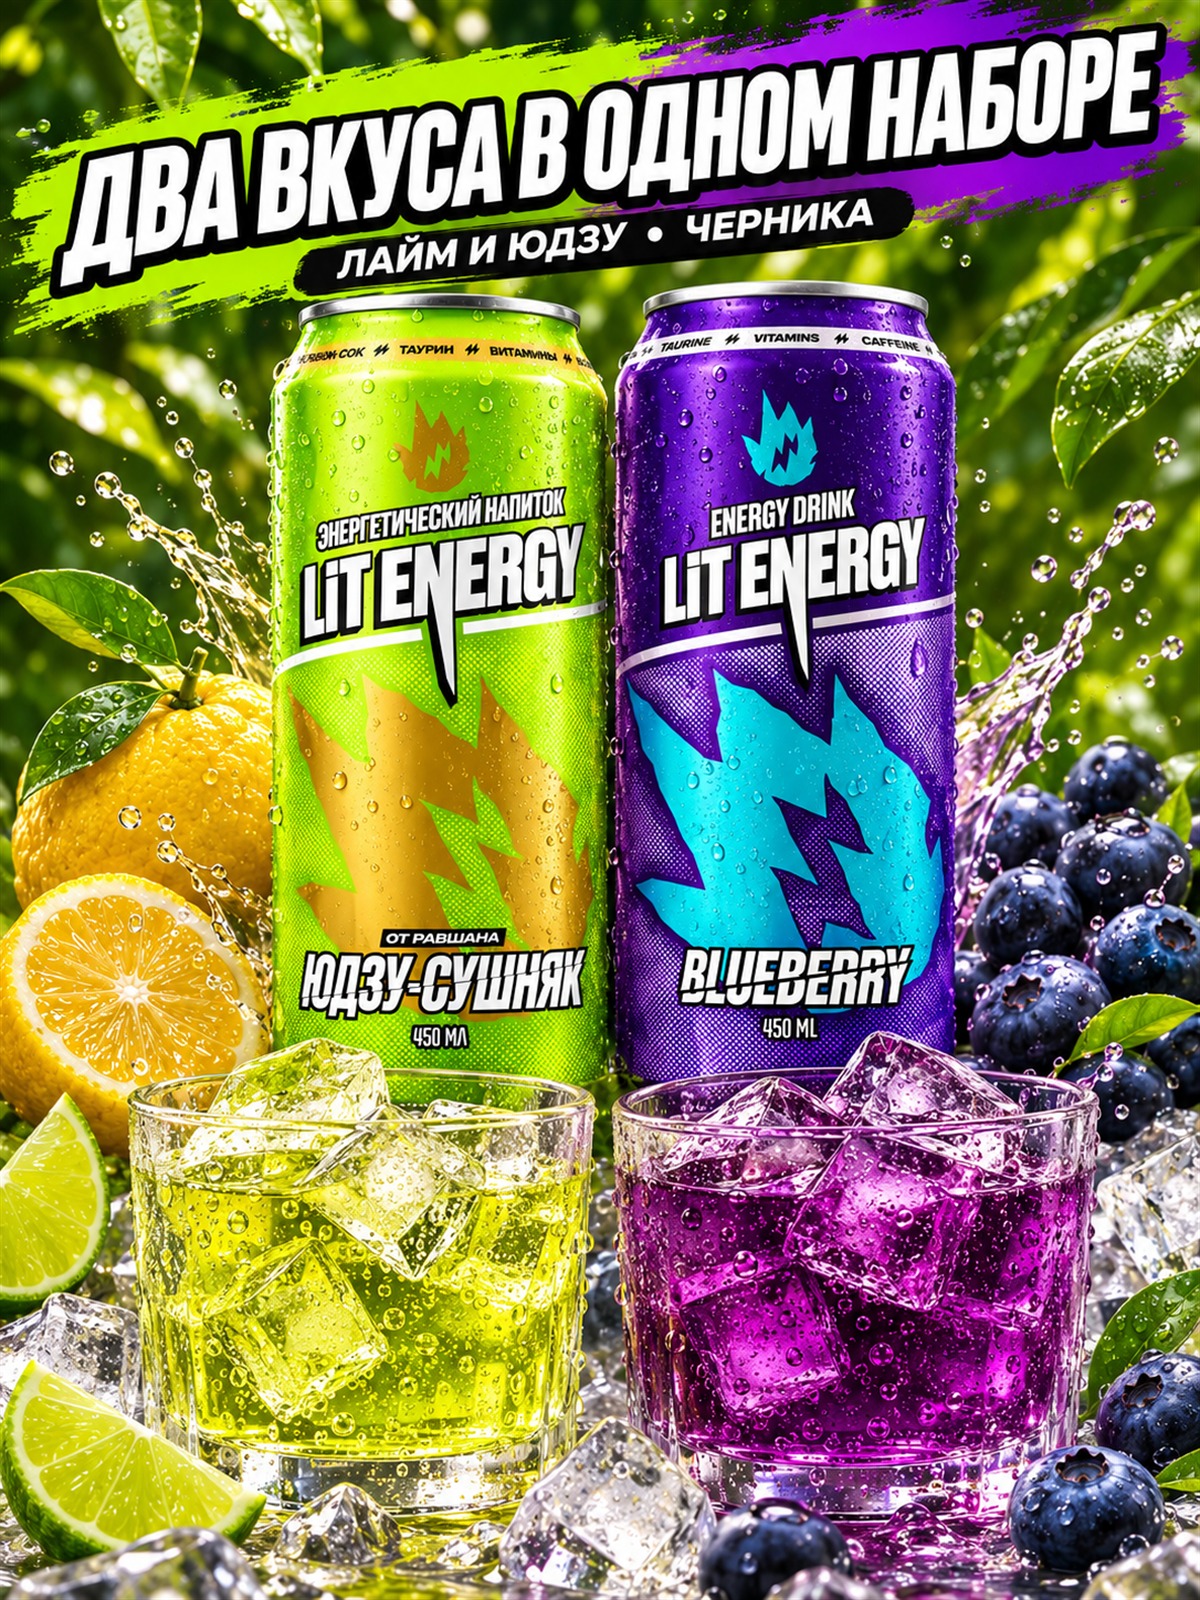 ДВА ВКУСА В ОДНОМ НАБОРЕ
ЛАЙМ И ЮДЗУ • ЧЕРНИКА
СОК ТАУРИН ВИТАМИНЫ
ЭНЕРГЕТИЧЕСКИЙ НАПИТОК
LIT ENERGY
ОТ РАВШАНА
ЮДЗУ-СУШНЯК
450 МЛ
TAURINE VITAMINS CAFFEINE
ENERGY DRINK
LIT ENERGY
BLUEBERRY
450 ML